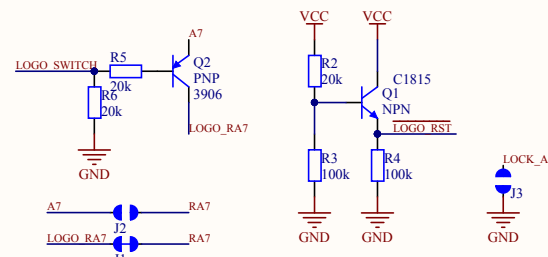 A7
VCC
VCC
LOGO_SWITCH
R5
20k
Q2
PNP
3906
R6
20k
LOGO_RA7
GND
R2
20k
C1815
Q1
NPN
LOGO_RST
R3
100k
R4
100k
GND
GND
LOCK_A
J3
GND
A7
RA7
J2
LOGO_RA7
RA7